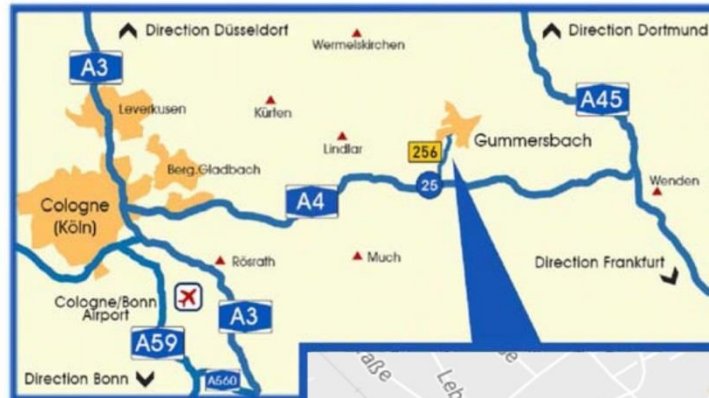 Direction Düsseldorf
Wermelskirchen
Direction Dortmund
A3
Leverkusen
Kürten
A45
Lindlar
256
Gummersbach
Berg.Gladbach
25
A4
Wenden
Cologne
(Köln)
Rösrath
Much
Direction Frankfurt
Cologne/Bonn
Airport
A3
A59
Direction Bonn
A560